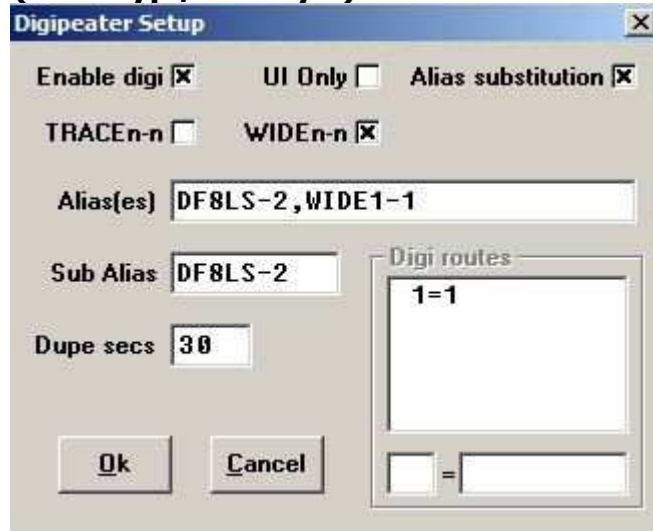 Digipeater Setup
Enable digi UI Only Alias substitution
TRACEn-n WIDEn-n
Alias(es) DF8LS-2,WIDE1-1
Sub Alias DF8LS-2
Digi routes
1=1
Dupe secs 30
Ok Cancel
=